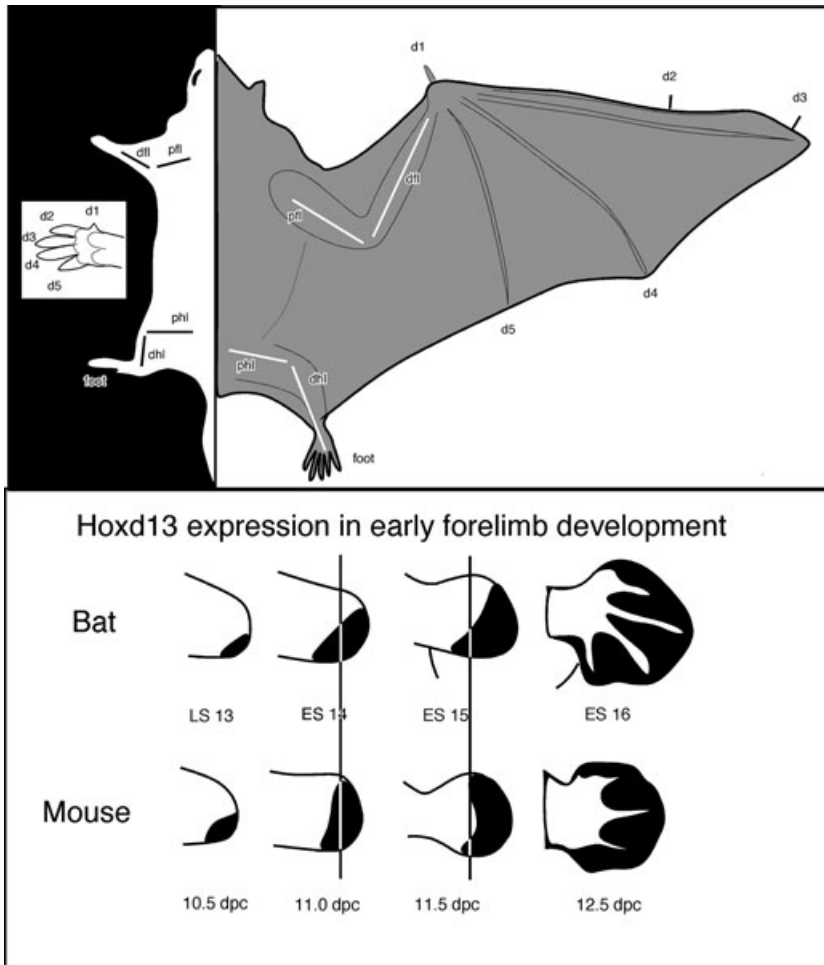 d1
d2
d3
dfl
pfl
dfl
pfl
d1
d2
d3
d4
d5
d4
d5
phl
dhl
phl
dhl
foot
foot
Hoxd13 expression in early forelimb development
Bat
LS 13
ES 14
ES 15
ES 16
Mouse
10.5 dpc
11.0 dpc
11.5 dpc
12.5 dpc